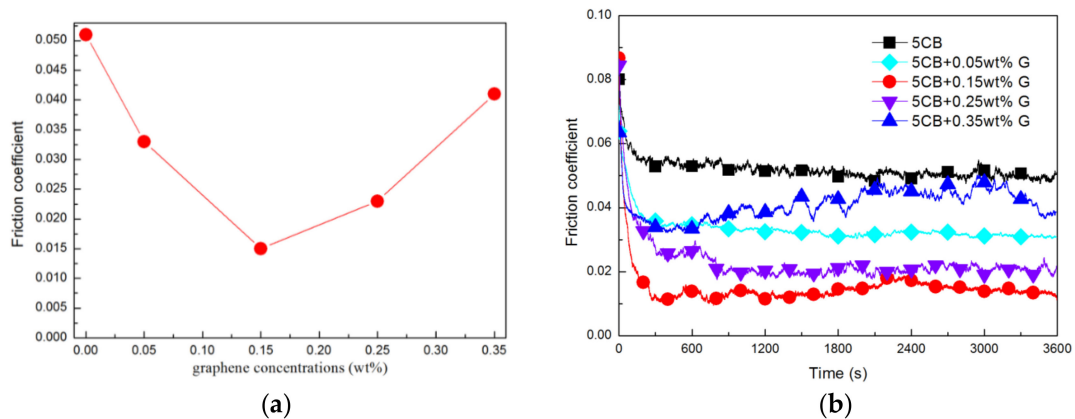 0.050
0.045
0.040
0.035
0.030
0.025
0.020
0.015
0.010
0.005
0.000
Friction coefficient
0.00 0.05 0.10 0.15 0.20 0.25 0.30 0.35
graphene concentrations (wt%)
(a)
0.10
0.08
0.06
0.04
0.02
0.00
Friction coefficient
5CB
5CB+0.05wt% G
5CB+0.15wt% G
5CB+0.25wt% G
5CB+0.35wt% G
0 600 1200 1800 2400 3000 3600
Time (s)
(b)